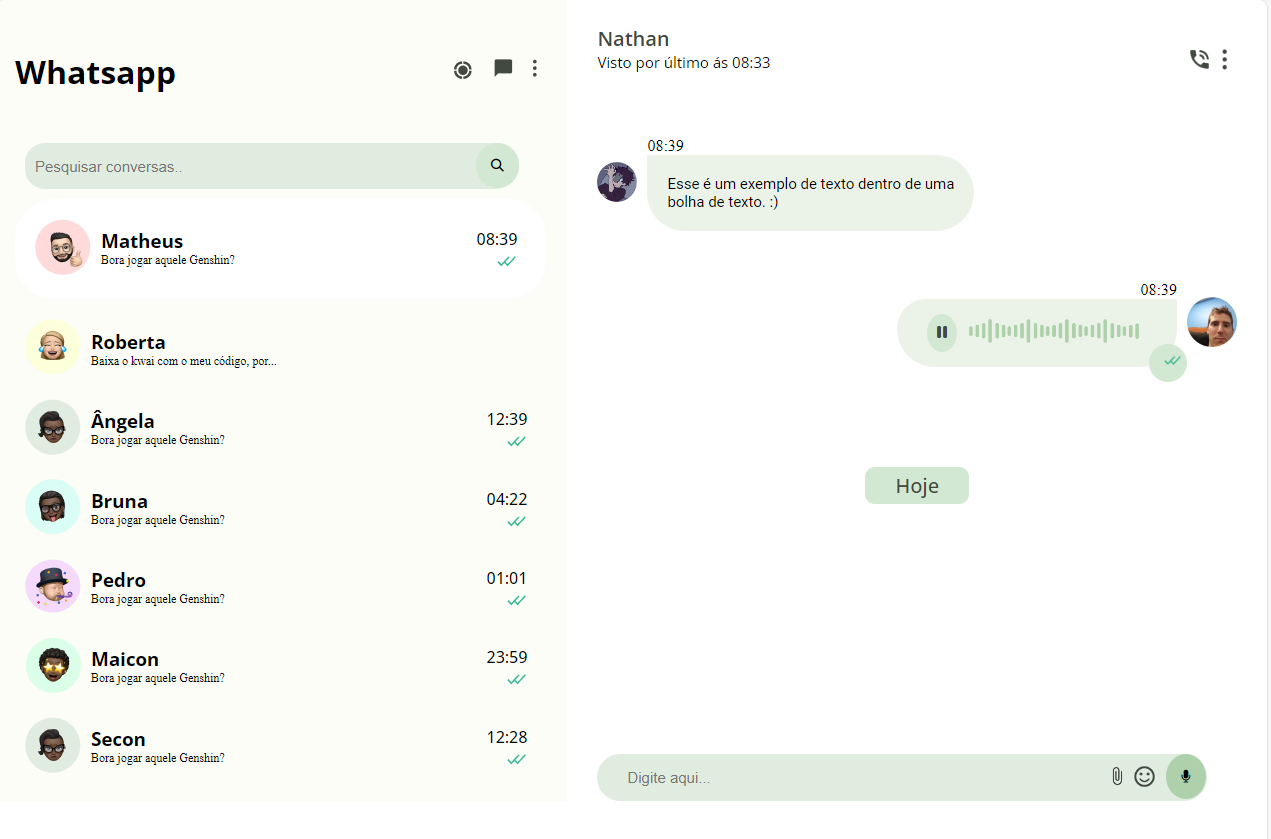 Whatsapp
Pesquisar conversas..
Matheus
08:39
Bora jogar aquele Genshin?
Roberta
Baixa o kwai com o meu código, por...
Ângela
12:39
Bora jogar aquele Genshin?
Bruna
04:22
Bora jogar aquele Genshin?
Pedro
01:01
Bora jogar aquele Genshin?
Maicon
23:59
Bora jogar aquele Genshin?
Secon
12:28
Bora jogar aquele Genshin?
Nathan
Visto por último ás 08:33
08:39
Esse é um exemplo de texto dentro de uma
bolha de texto. :)
08:39
Hoje
Digite aqui...